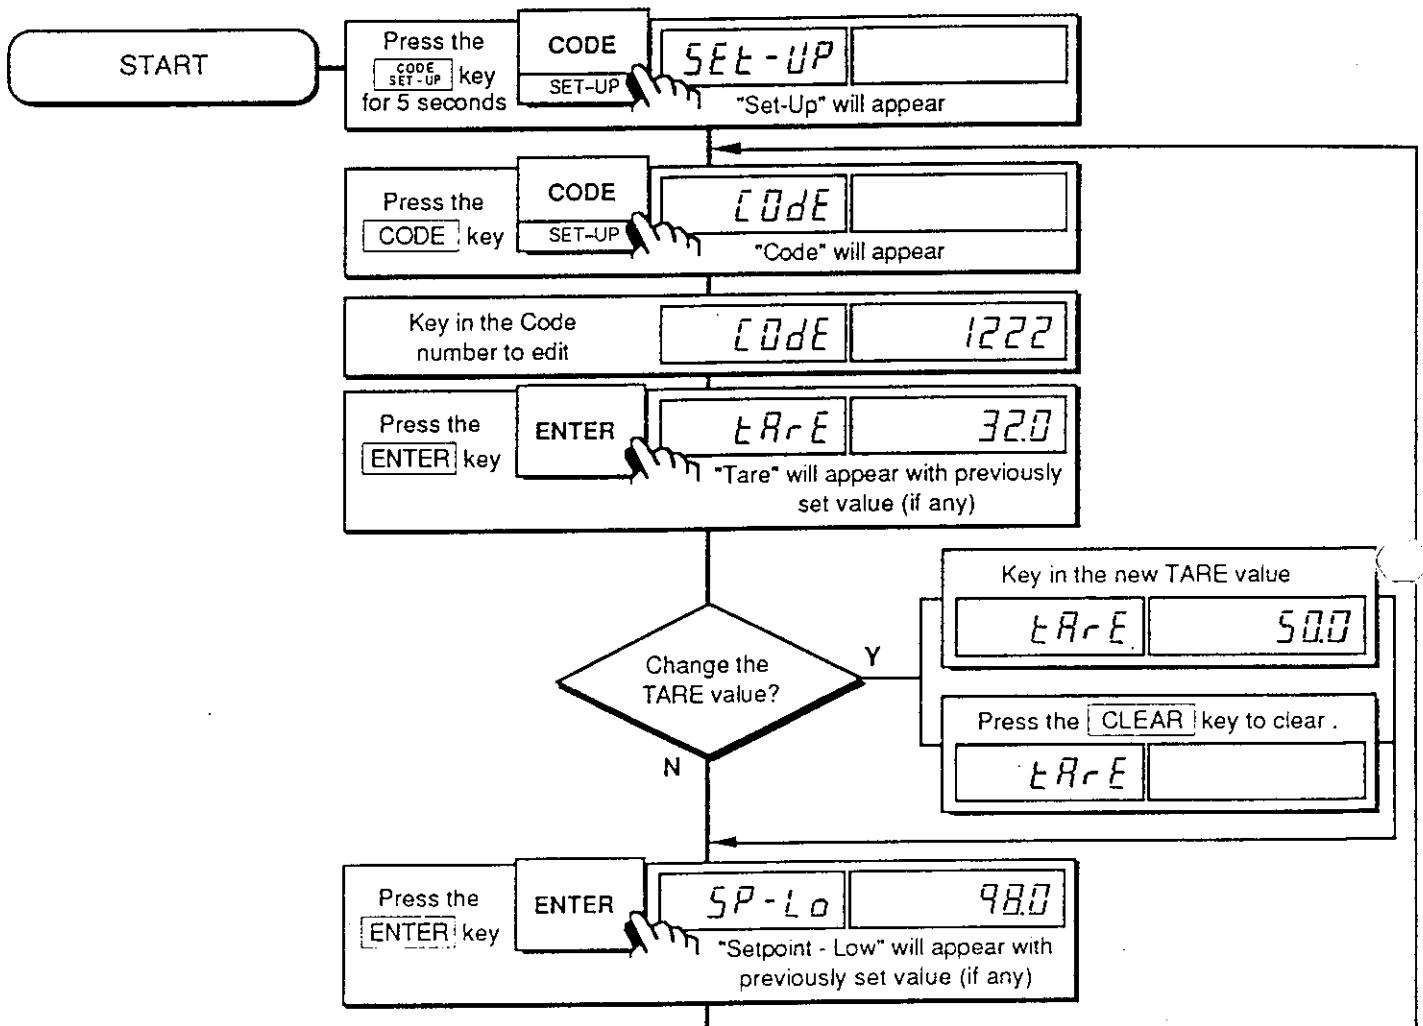 START
Press the
CODE
SET-UP
key
for 5 seconds
CODE
SET-UP
SEt-UP
"Set-Up" will appear
Press the
CODE key
CODE
SET-UP
COdE
"Code" will appear
Key in the Code
number to edit
COdE 1222
Press the
ENTER key
ENTER
tArE 32.0
"Tare" will appear with previously
set value (if any)
Change the
TARE value?
Y
N
Key in the new TARE value
tArE 50.0
Press the CLEAR key to clear .
tArE
Press the
ENTER key
ENTER
SP-Lo 98.0
"Setpoint - Low" will appear with
previously set value (if any)